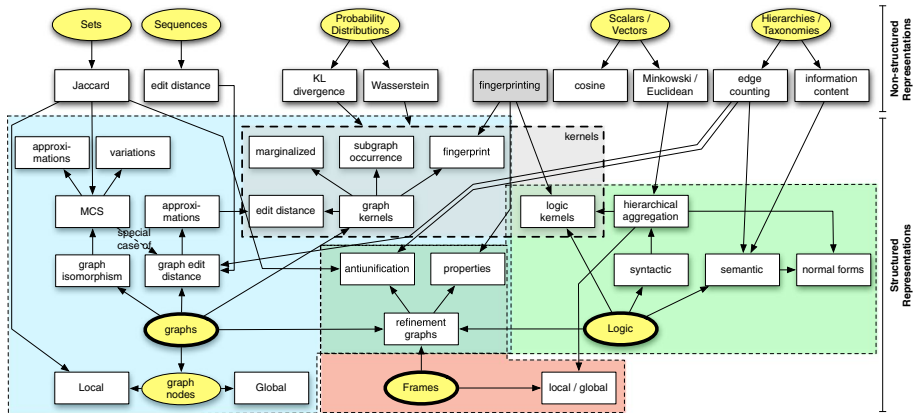 Sets
Sequences
Probability
Distributions
Scalars /
Vectors
Hierarchies /
Taxonomies
Non-structured
Representations
Jaccard
edit distance
KL
divergence
Wasserstein
fingerprinting
cosine
Minkowski /
Euclidean
edge
counting
information
content
kernels
approxi-
mations
variations
marginalized
subgraph
occurrence
fingerprint
MCS
approxi-
mations
edit distance
graph
kernels
logic
kernels
hierarchical
aggregation
special
case of
graph
isomorphism
graph edit
distance
antiunification
properties
syntactic
semantic
normal forms
Structured
Representations
graphs
refinement
graphs
Logic
Local
graph
nodes
Global
Frames
local / global